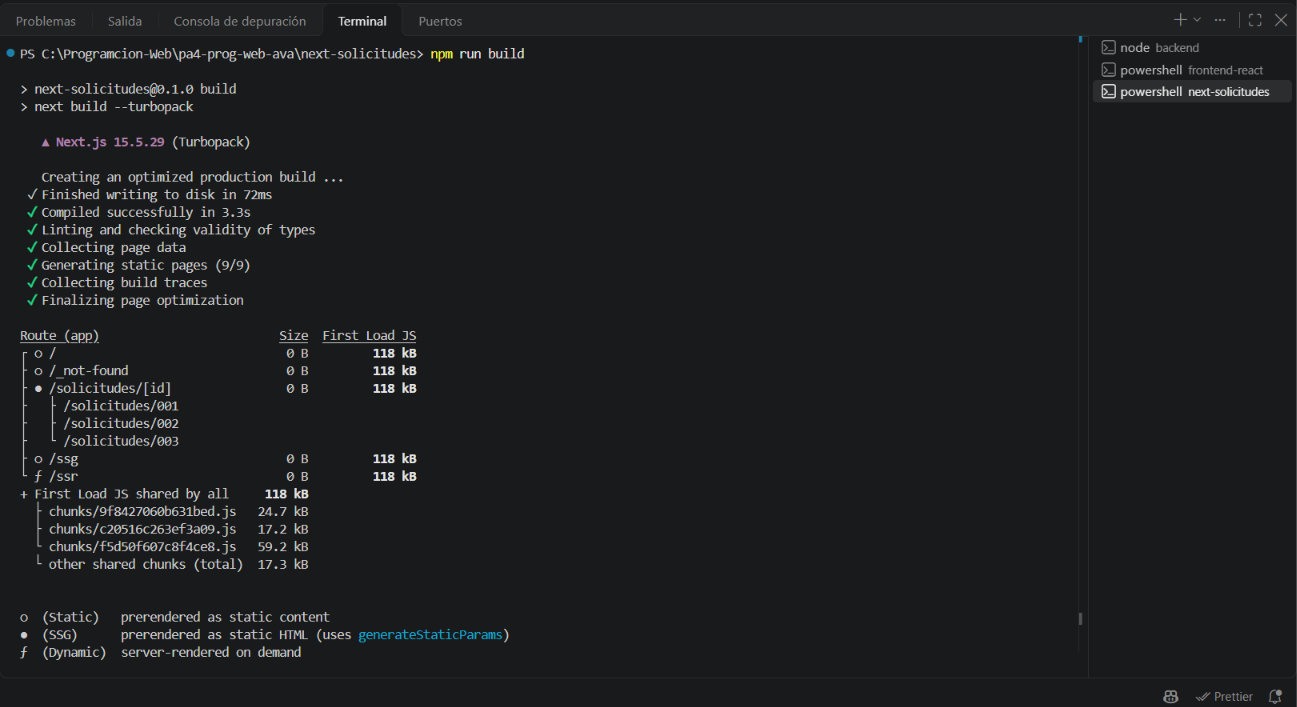 Problemas Salida Consola de depuración Terminal Puertos
PS C:\Programcion-Web\pa4-prog-web-ava\next-solicitudes> npm run build
> next-solicitudes@0.1.0 build
> next build --turbopack
▲ Next.js 15.5.29 (Turbopack)
Creating an optimized production build ...
✓ Finished writing to disk in 72ms
✓ Compiled successfully in 3.3s
✓ Linting and checking validity of types
✓ Collecting page data
✓ Generating static pages (9/9)
✓ Collecting build traces
✓ Finalizing page optimization
Route (app) Size First Load JS
┌ ○ / 0 B 118 kB
├ ○ /_not-found 0 B 118 kB
├ ● /solicitudes/[id] 0 B 118 kB
├ ├ /solicitudes/001
├ ├ /solicitudes/002
├ └ /solicitudes/003
├ ○ /ssg 0 B 118 kB
└ ƒ /ssr 0 B 118 kB
+ First Load JS shared by all 118 kB
├ chunks/9f8427060b631bed.js 24.7 kB
├ chunks/c20516c263ef3a09.js 17.2 kB
├ chunks/f5d50f607c8f4ce8.js 59.2 kB
└ other shared chunks (total) 17.3 kB
○ (Static) prerendered as static content
● (SSG) prerendered as static HTML (uses generateStaticParams)
ƒ (Dynamic) server-rendered on demand
node backend
powershell frontend-react
powershell next-solicitudes
Prettier